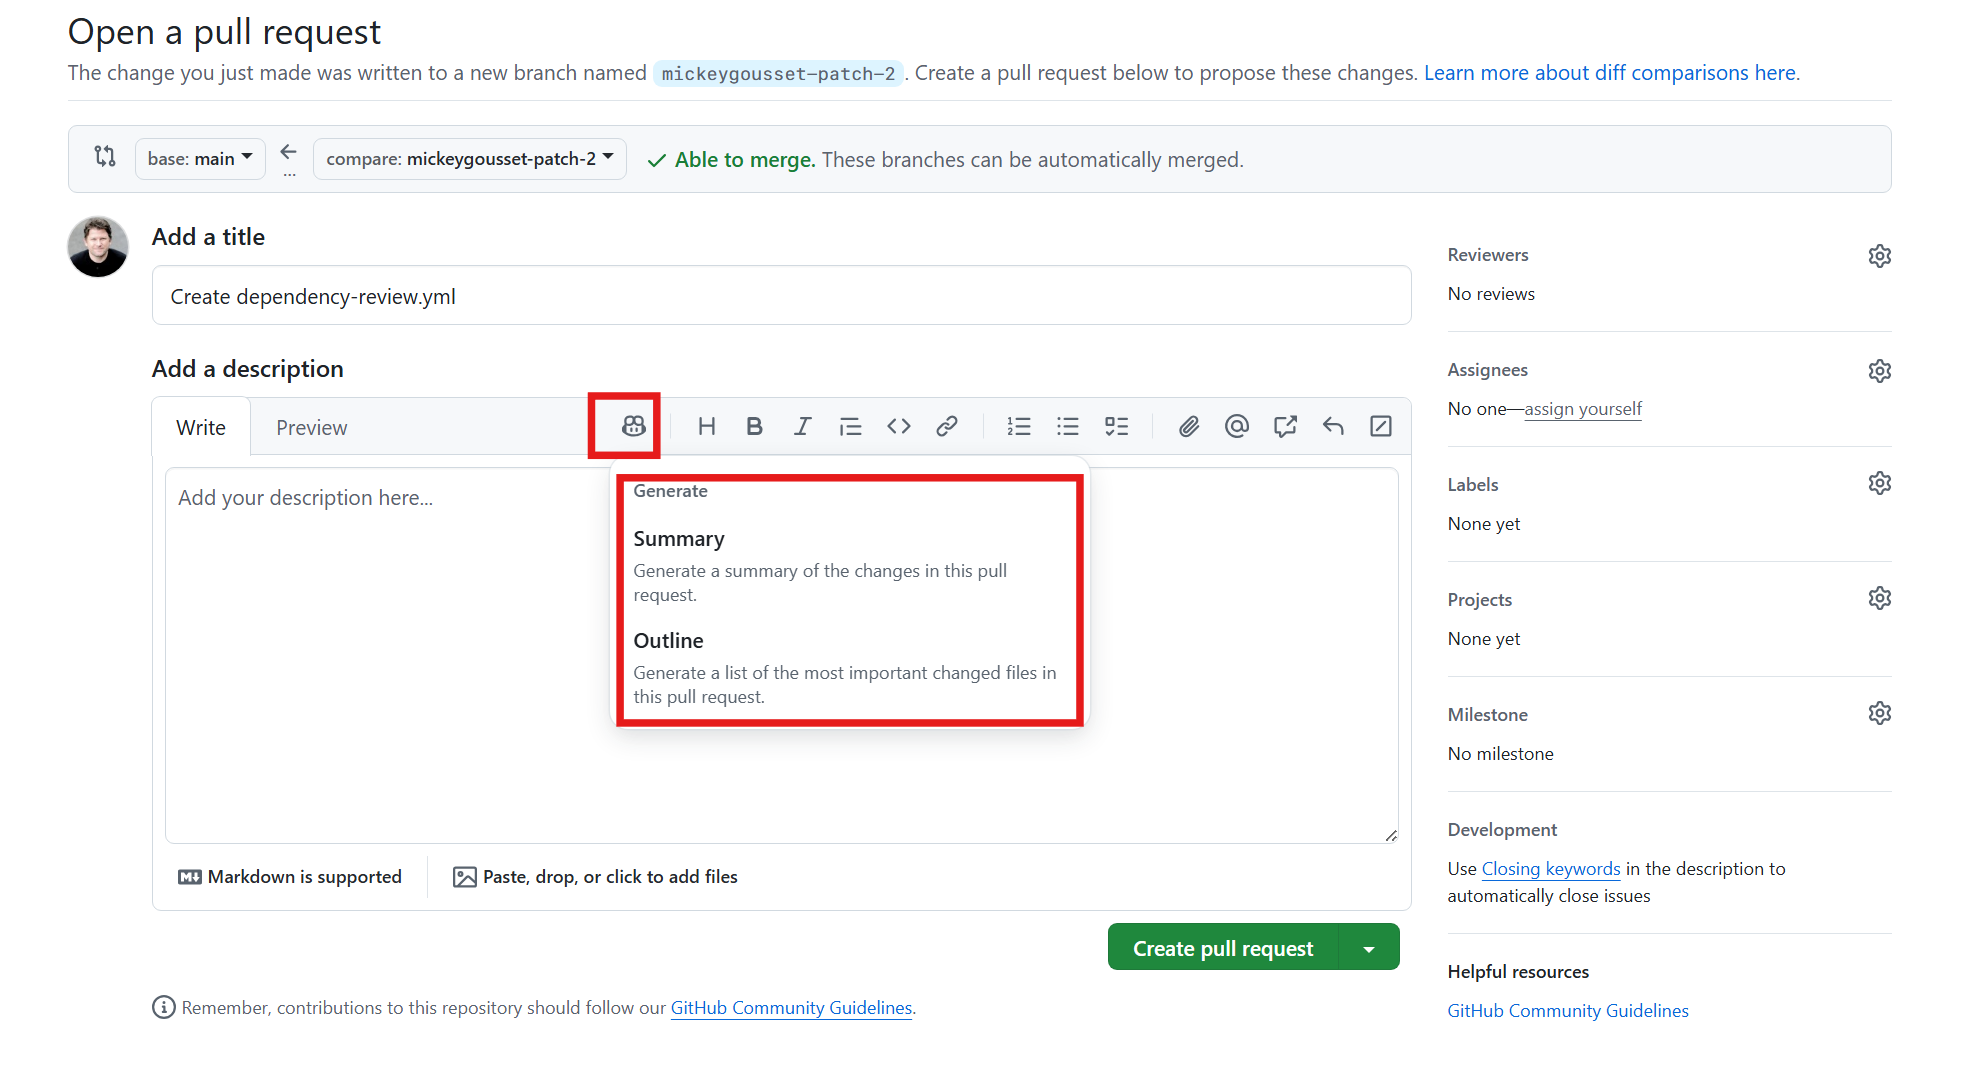 Open a pull request
The change you just made was written to a new branch named mickeygousset-patch-2. Create a pull request below to propose these changes. Learn more about diff comparisons here.
base: main
...
compare: mickeygousset-patch-2
Able to merge. These branches can be automatically merged.
Add a title
Create dependency-review.yml
Add a description
Write
Preview
Add your description here...
Generate
Summary
Generate a summary of the changes in this pull
request.
Outline
Generate a list of the most important changed files in
this pull request.
Markdown is supported
Paste, drop, or click to add files
Create pull request
Remember, contributions to this repository should follow our GitHub Community Guidelines.
Reviewers
No reviews
Assignees
No one—assign yourself
Labels
None yet
Projects
None yet
Milestone
No milestone
Development
Use Closing keywords in the description to
automatically close issues
Helpful resources
GitHub Community Guidelines